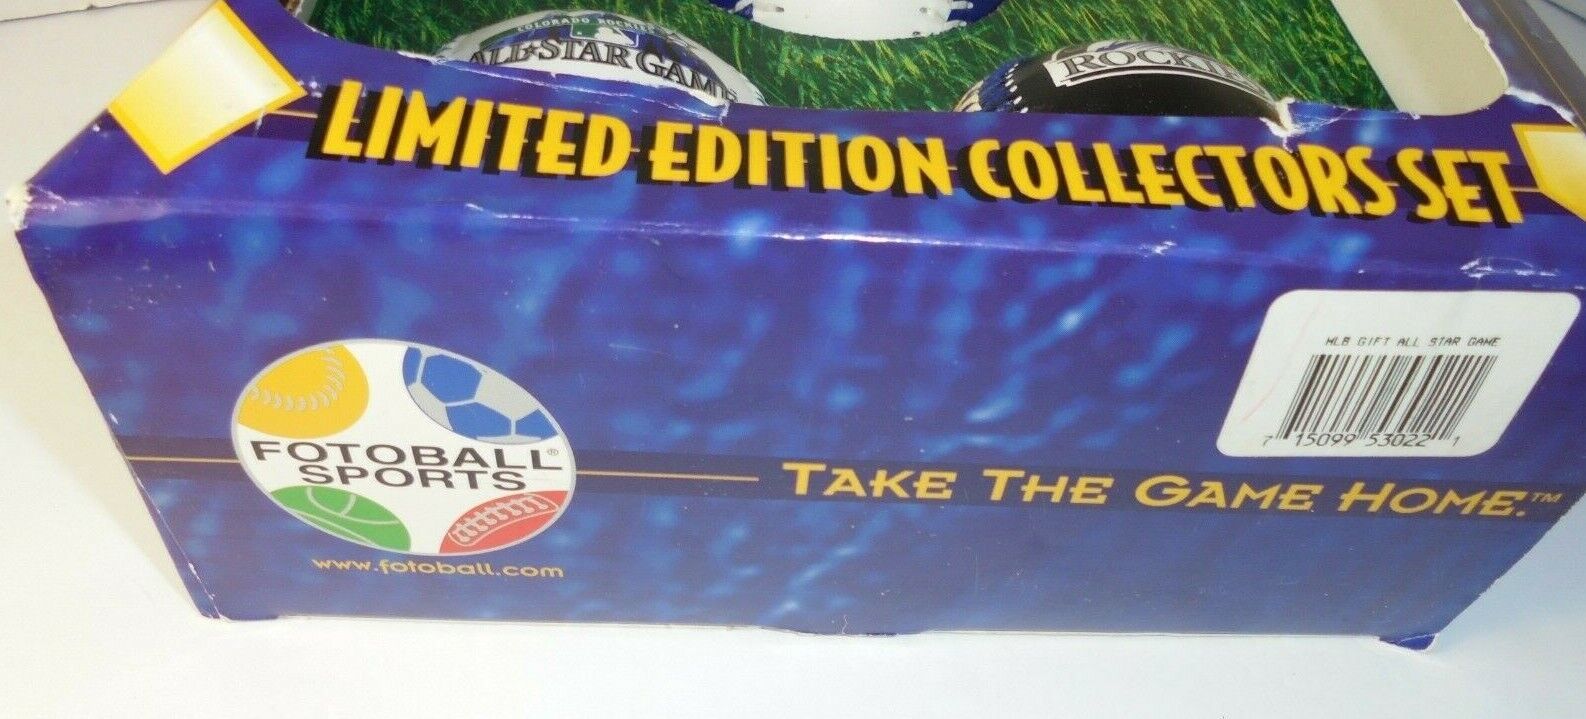 COLORADO ROCKIES
ALL★STAR GAME
ROCKIE
LIMITED EDITION COLLECTORS SET
MLB GIFT ALL STAR GAME
7 15099 53022 1
FOTOBALL®
SPORTS
TAKE THE GAME HOME.™
www.fotoball.com